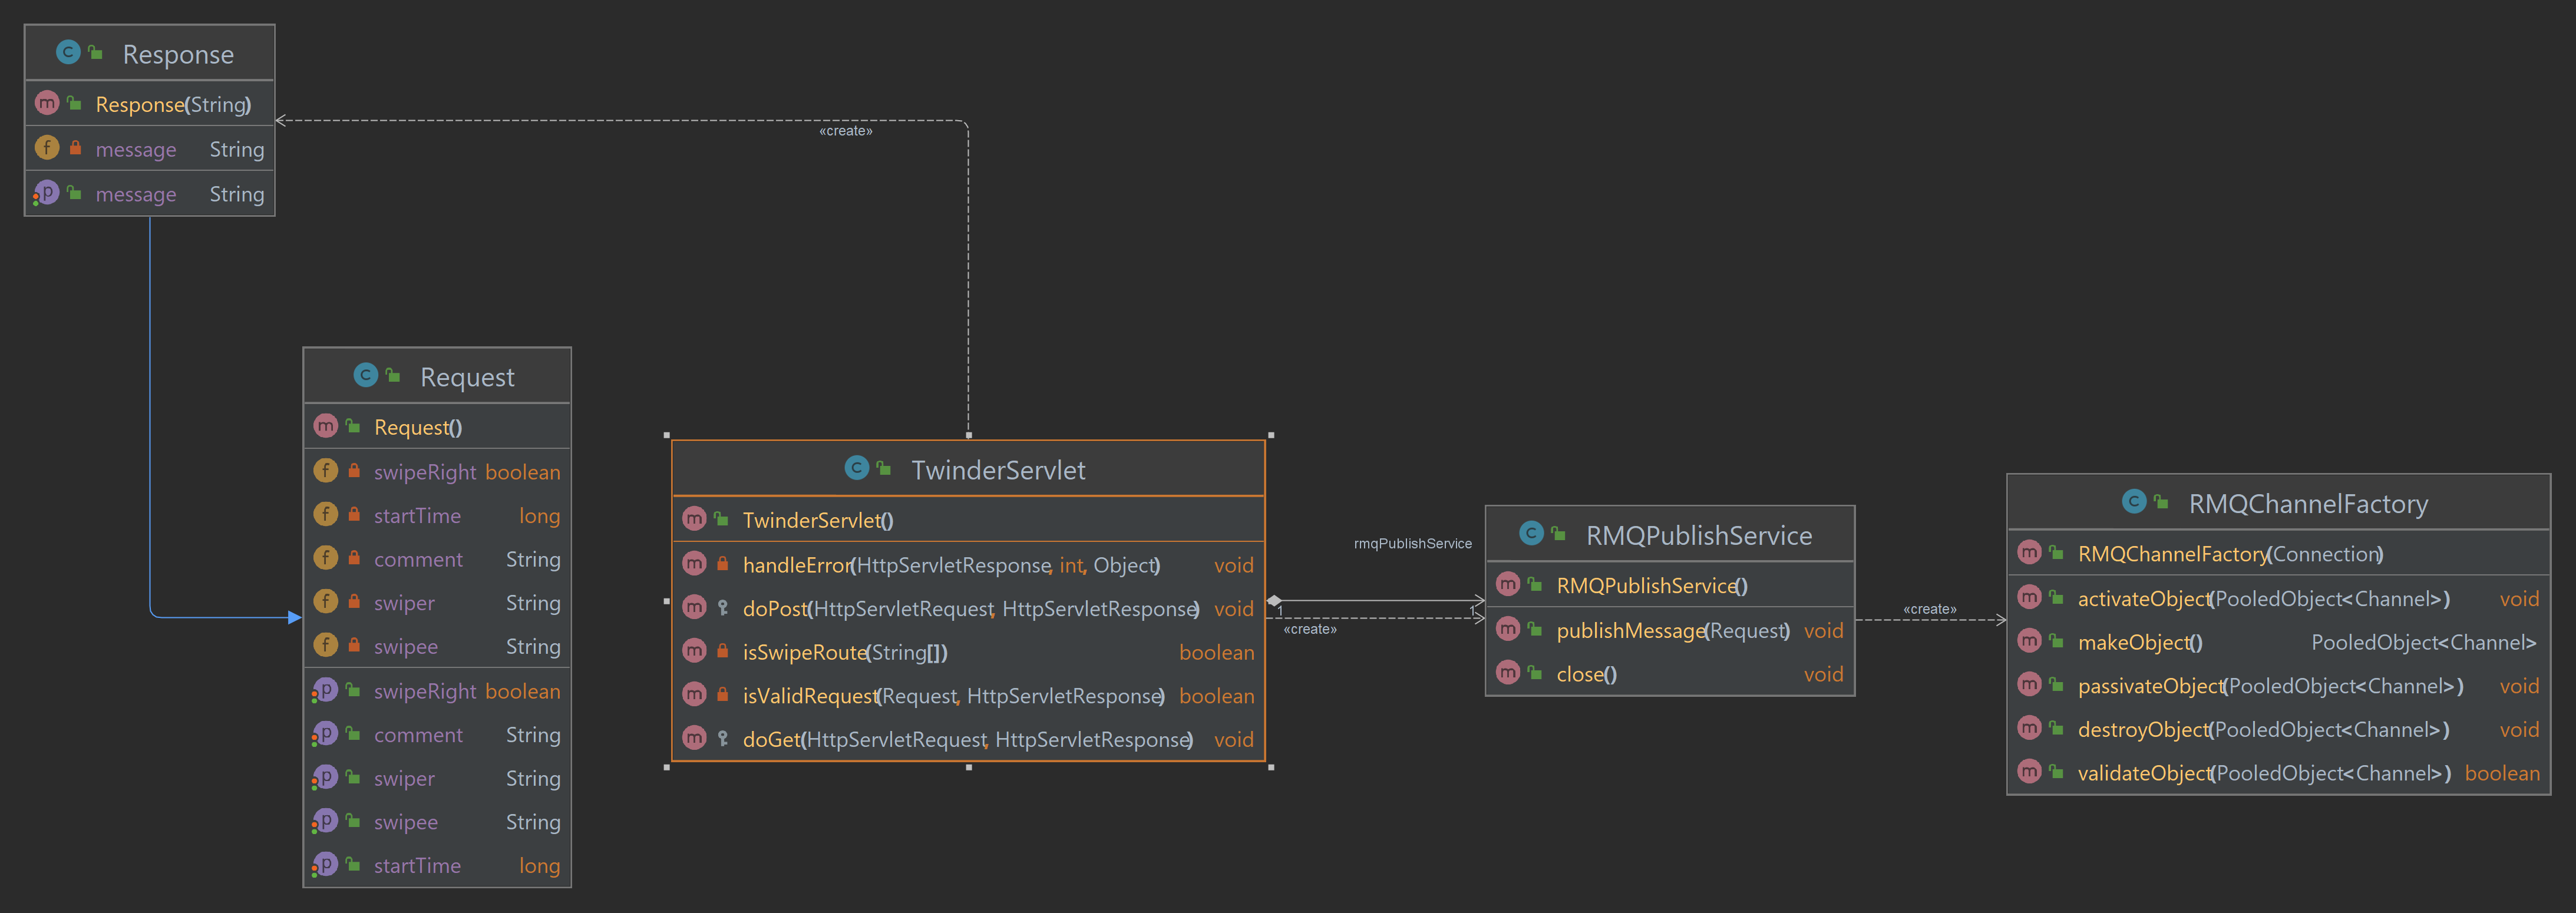 Response
Response(String)
message String
message String
«create»
Request
Request()
swipeRight boolean
startTime long
comment String
swiper String
swipee String
swipeRight boolean
comment String
swiper String
swipee String
startTime long
TwinderServlet
TwinderServlet()
handleError(HttpServletResponse, int, Object) void
doPost(HttpServletRequest, HttpServletResponse) void
isSwipeRoute(String[]) boolean
isValidRequest(Request, HttpServletResponse) boolean
doGet(HttpServletRequest, HttpServletResponse) void
rmqPublishService
1 1
«create»
RMQPublishService
RMQPublishService()
publishMessage(Request) void
close() void
«create»
RMQChannelFactory
RMQChannelFactory(Connection)
activateObject(PooledObject<Channel>) void
makeObject() PooledObject<Channel>
passivateObject(PooledObject<Channel>) void
destroyObject(PooledObject<Channel>) void
validateObject(PooledObject<Channel>) boolean